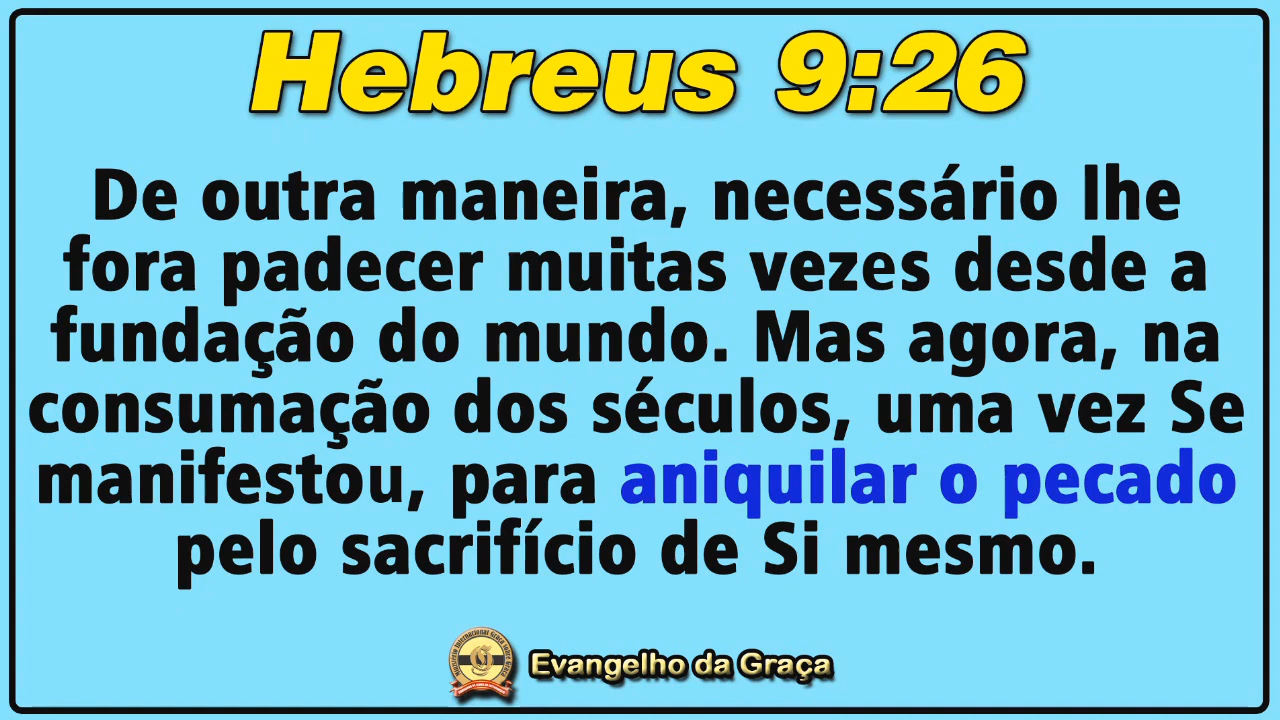 Hebreus 9:26
De outra maneira, necessário lhe
fora padecer muitas vezes desde a
fundação do mundo. Mas agora, na
consumação dos séculos, uma vez Se
manifestou, para aniquilar o pecado
pelo sacrifício de Si mesmo.
Evangelho da Graça